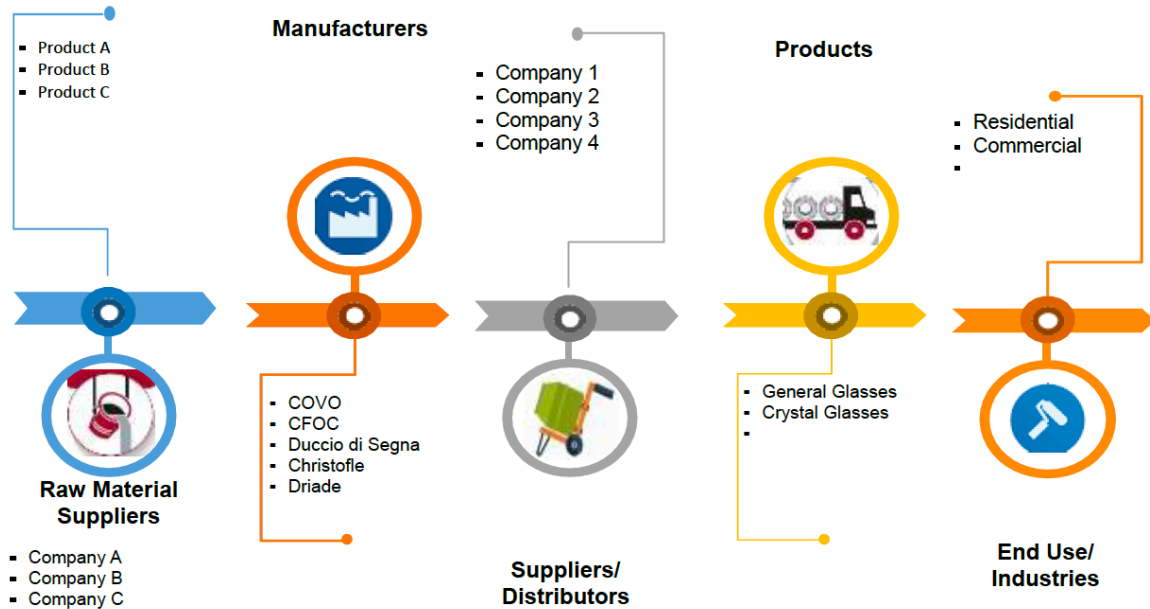 Product A
Product B
Product C
Raw Material
Suppliers
Company A
Company B
Company C
Manufacturers
COVO
CFOC
Duccio di Segna
Christofle
Driade
Company 1
Company 2
Company 3
Company 4
Suppliers/
Distributors
Products
General Glasses
Crystal Glasses
Residential
Commercial
End Use/
Industries